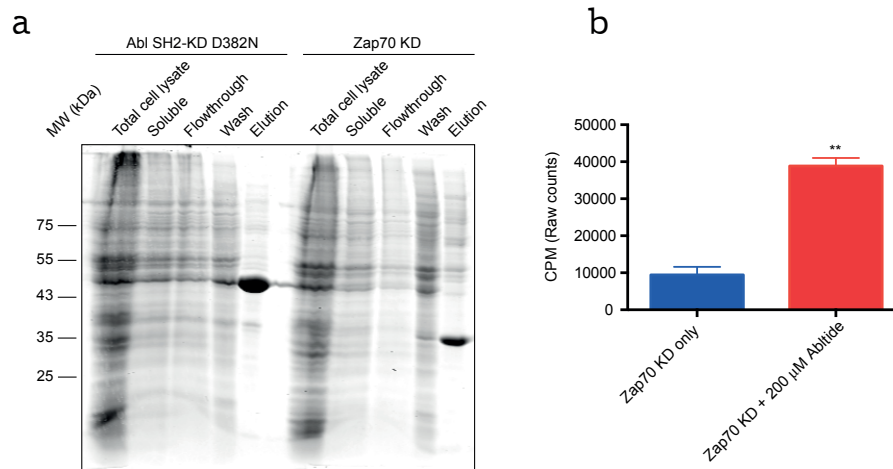 a
Abl SH2-KD D382N
Zap70 KD
MW (kDa)
Total cell lysate
Soluble
Flowthrough
Wash
Elution
Total cell lysate
Soluble
Flowthrough
Wash
Elution
75
55
43
35
25
b
CPM (Raw counts)
50000
40000
30000
20000
10000
0
**
Zap70 KD only
Zap70 KD + 200 µM Abltide